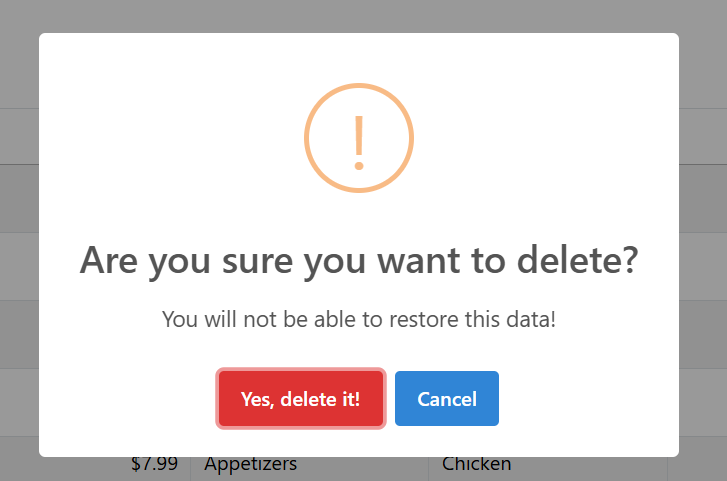 !
Are you sure you want to delete?
You will not be able to restore this data!
Yes, delete it! Cancel
$7.99 Appetizers Chicken